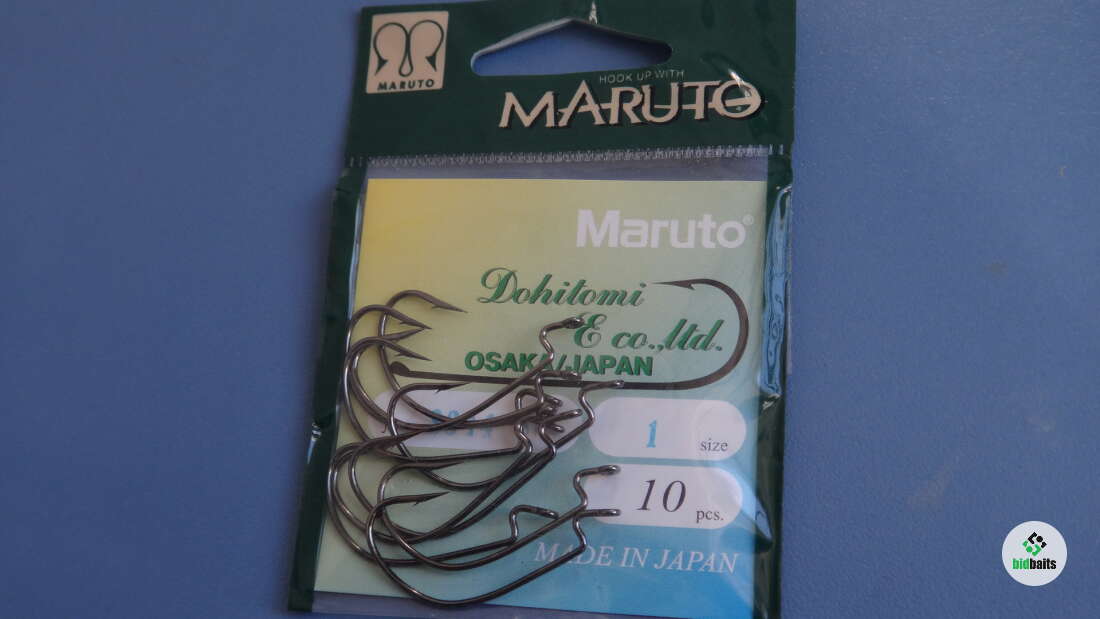 MARUTO
HOOK UP WITH
MARUTO
Maruto®
Dohitomi
& co.,ltd.
OSAKA/JAPAN
1 size
10 pcs.
MADE IN JAPAN
bidbaits